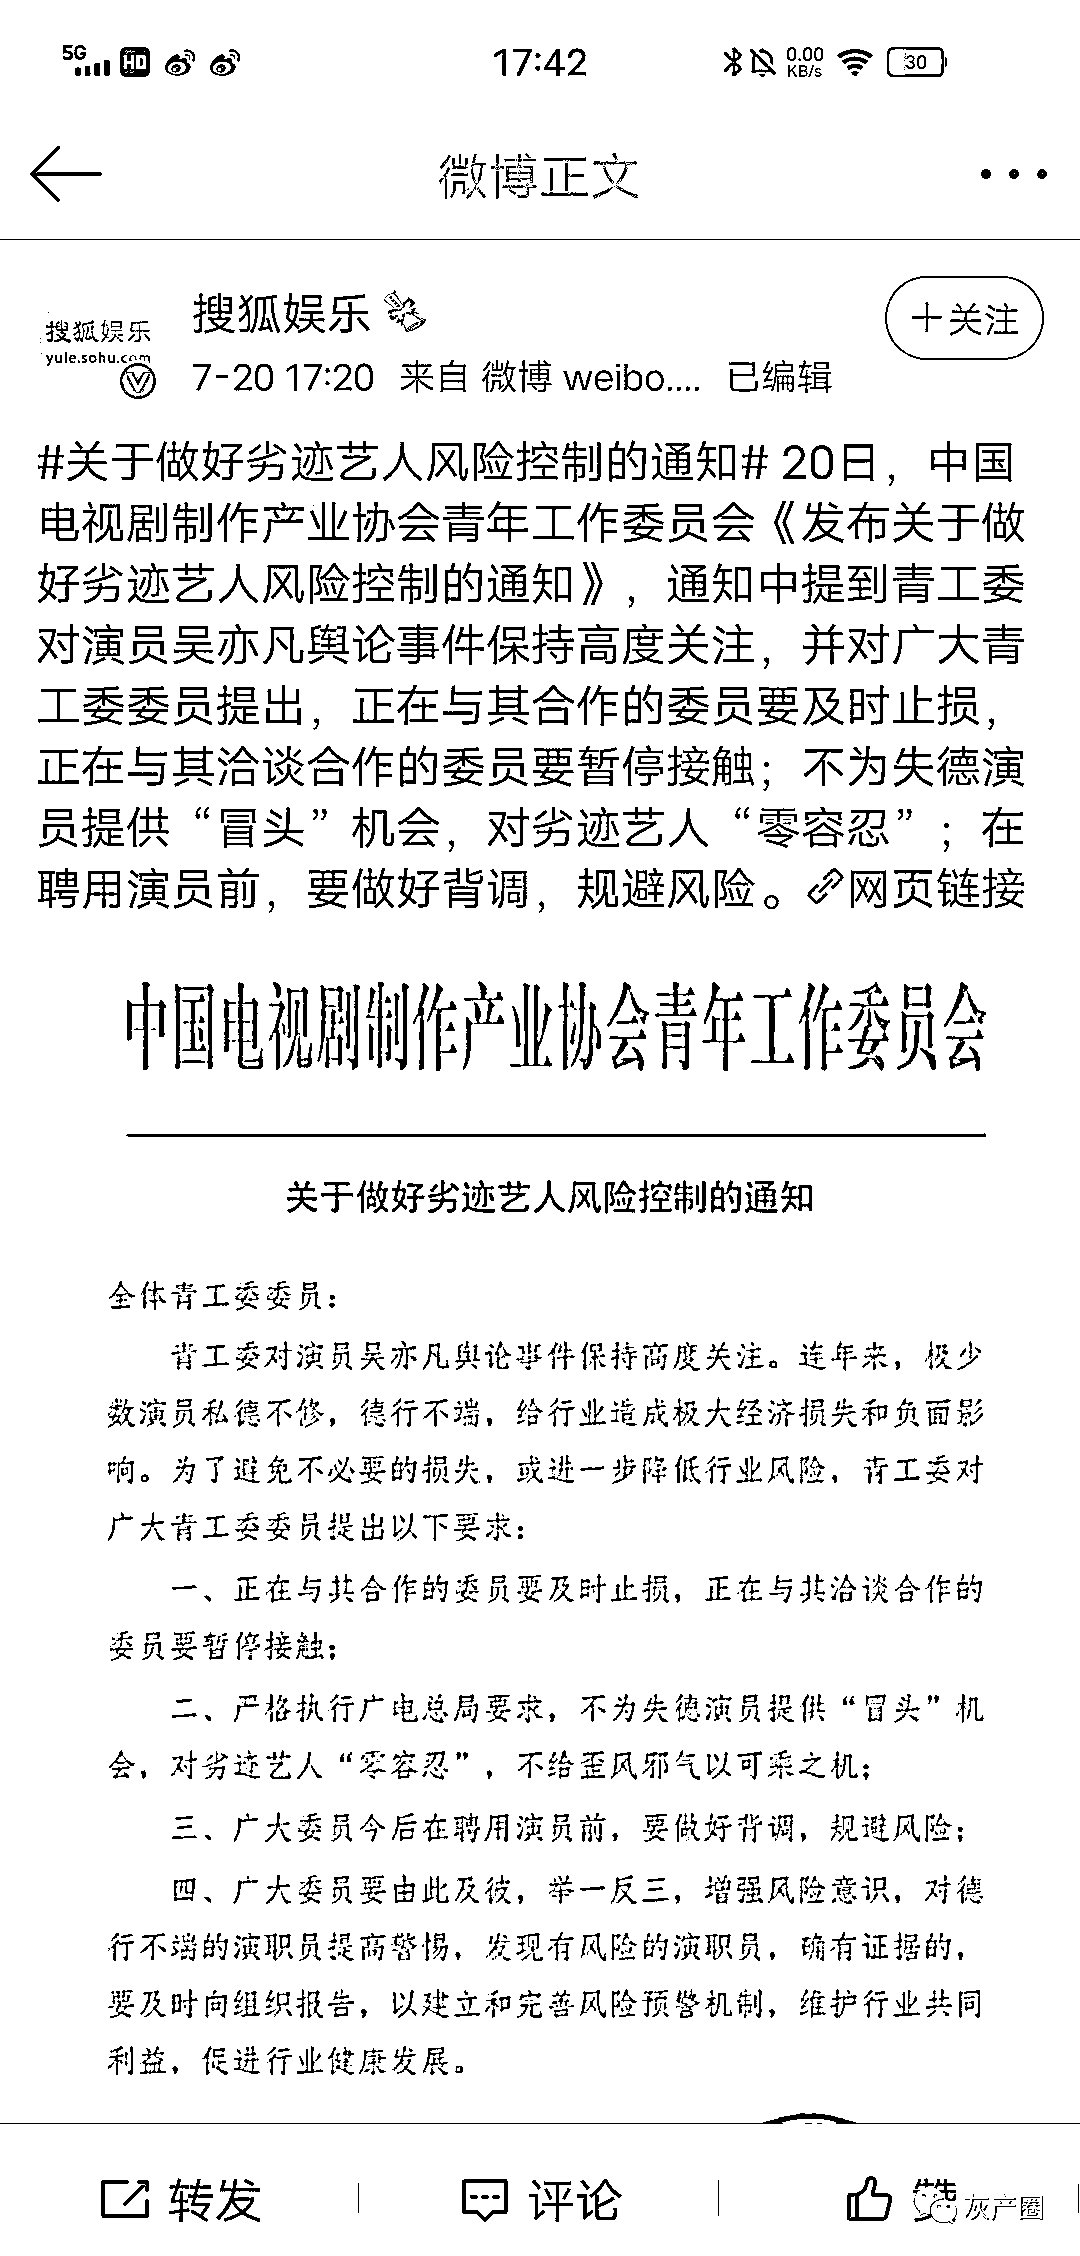 5G HD 17:42 0.00 KB/s 30
微博正文
搜狐娱乐
搜狐娱乐
yule.sohu.com
+关注
7-20 17:20 来自 微博 weibo.... 已编辑
#关于做好劣迹艺人风险控制的通知# 20日，中国
电视剧制作产业协会青年工作委员会《发布关于做
好劣迹艺人风险控制的通知》，通知中提到青工委
对演员吴亦凡舆论事件保持高度关注，并对广大青
工委委员提出，正在与其合作的委员要及时止损，
正在与其洽谈合作的委员要暂停接触；不为失德演
员提供“冒头”机会，对劣迹艺人“零容忍”；在
聘用演员前，要做好背调，规避风险。网页链接
中国电视剧制作产业协会青年工作委员会
关于做好劣迹艺人风险控制的通知
全体青工委委员：
青工委对演员吴亦凡舆论事件保持高度关注。连年来，极少
数演员私德不修，德行不端，给行业造成极大经济损失和负面影
响。为了避免不必要的损失，或进一步降低行业风险，青工委对
广大青工委委员提出以下要求：
一、正在与其合作的委员要及时止损，正在与其洽谈合作的
委员要暂停接触；
二、严格执行广电总局要求，不为失德演员提供“冒头”机
会，对劣迹艺人“零容忍”，不给歪风邪气以可乘之机；
三、广大委员今后在聘用演员前，要做好背调，规避风险；
四、广大委员要由此及彼，举一反三，增强风险意识，对德
行不端的演职员提高警惕，发现有风险的演职员，确有证据的，
要及时向组织报告，以建立和完善风险预警机制，维护行业共同
利益，促进行业健康发展。
转发 评论 赞
灰产圈